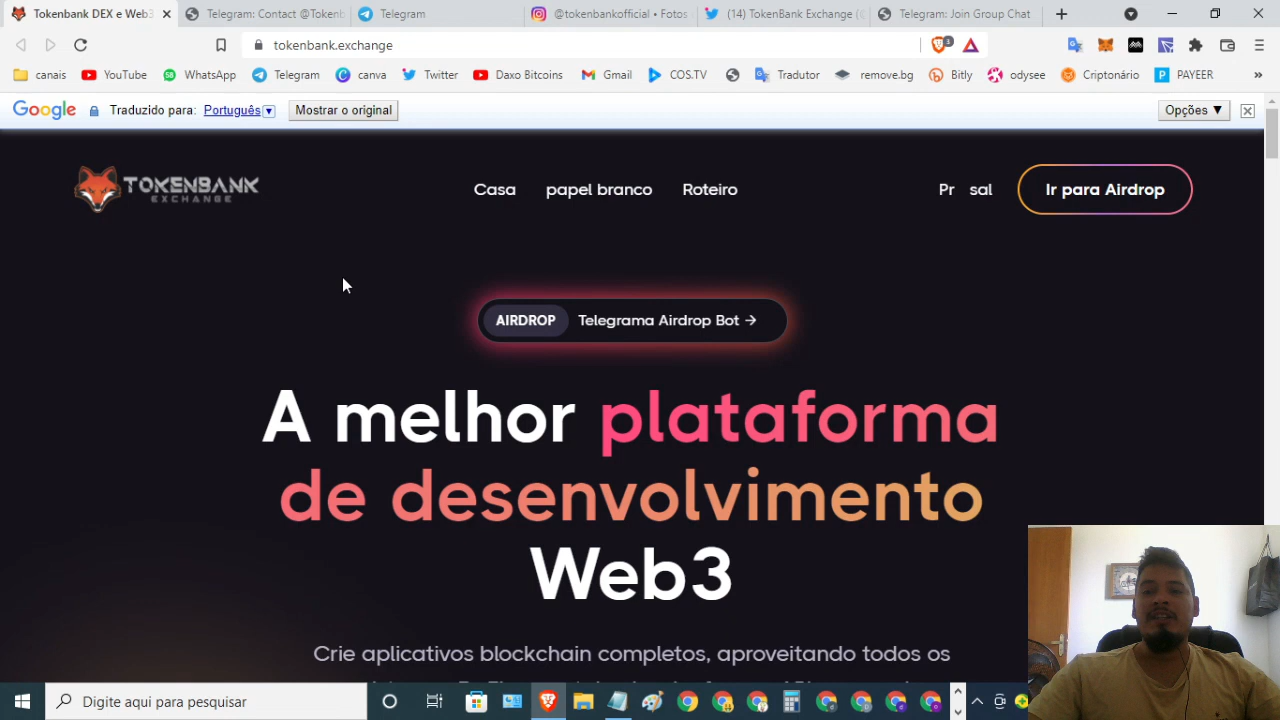 Tokenbank DEX e Web3
Telegram: Contact @Tokenb
Telegram
@tokenbankofficial • Fotos
(14) TokenBank Exchange (
Telegram: Join Group Chat
tokenbank.exchange
3
canais
YouTube
WhatsApp
Telegram
canva
Twitter
Daxo Bitcoins
Gmail
COS.TV
Tradutor
remove.bg
Bitly
odysee
Criptonário
PAYEER
»
Google
Traduzido para: Português
Mostrar o original
Opções ▼
TOKENBANK
EXCHANGE
Casa
papel branco
Roteiro
Pr sal
Ir para Airdrop
AIRDROP Telegrama Airdrop Bot →
A melhor plataforma
de desenvolvimento
Web3
Crie aplicativos blockchain completos, aproveitando todos os
Digite aqui para pesquisar